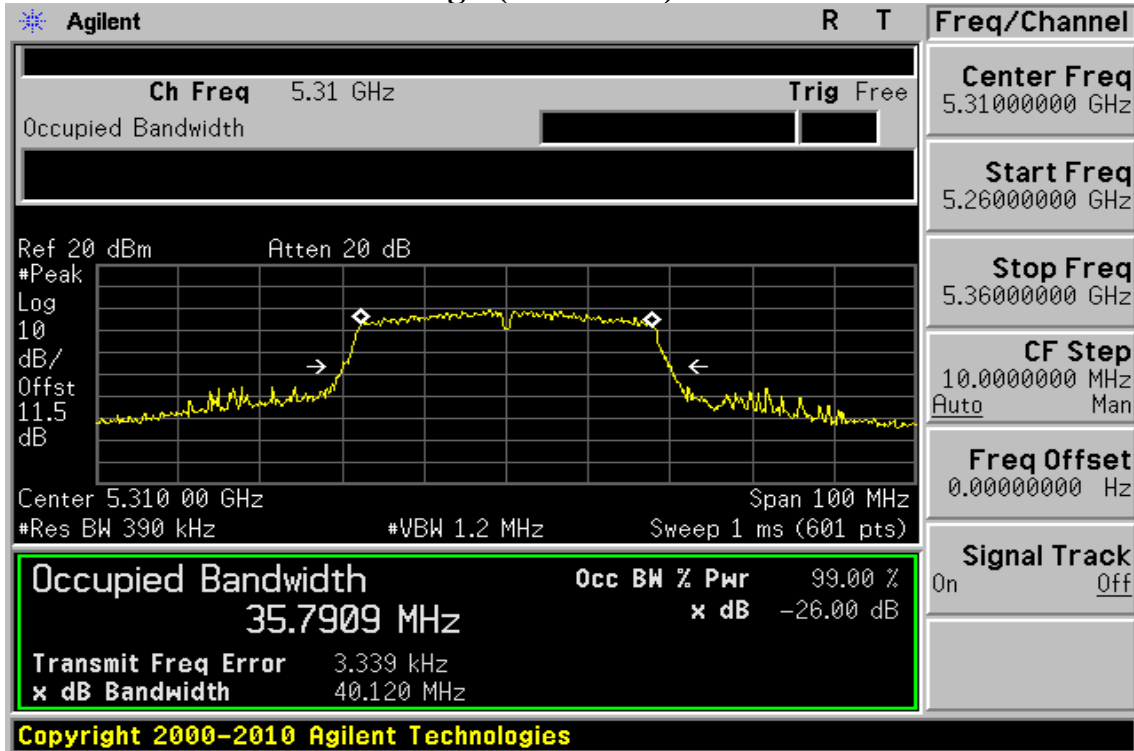 Agilent R T
Freq/Channel
Ch Freq 5.31 GHz Trig Free
Occupied Bandwidth
Center Freq
5.31000000 GHz
Start Freq
5.26000000 GHz
Stop Freq
5.36000000 GHz
CF Step
10.0000000 MHz
Auto Man
Freq Offset
0.00000000 Hz
Signal Track
On Off
Ref 20 dBm Atten 20 dB
#Peak
Log
10
dB/
Offst
11.5
dB
Center 5.310 00 GHz Span 100 MHz
#Res BW 390 kHz #VBW 1.2 MHz Sweep 1 ms (601 pts)
Occupied Bandwidth
35.7909 MHz
Occ BW % Pwr 99.00 %
x dB -26.00 dB
Transmit Freq Error 3.339 kHz
x dB Bandwidth 40.120 MHz
Copyright 2000-2010 Agilent Technologies